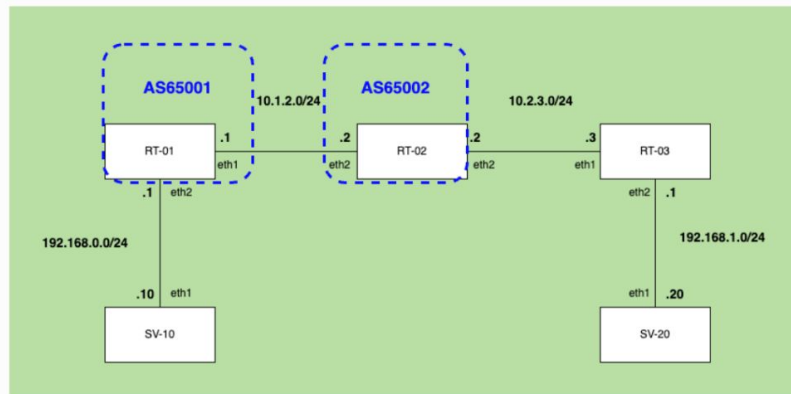 AS65001
AS65002
10.1.2.0/24
10.2.3.0/24
RT-01
.1
eth1
.2
eth2
RT-02
.2
eth2
.3
eth1
RT-03
.1
eth2
eth2
.1
192.168.0.0/24
192.168.1.0/24
.10
eth1
eth1
.20
SV-10
SV-20